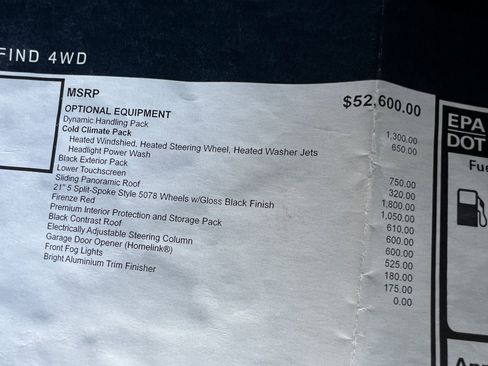 FIND 4WD
MSRP $52,600.00
OPTIONAL EQUIPMENT
Dynamic Handling Pack 1,300.00
Cold Climate Pack 650.00
Heated Windshied, Heated Steering Wheel, Heated Washer Jets
Headlight Power Wash
Black Exterior Pack 750.00
Lower Touchscreen 320.00
Sliding Panoramic Roof 1,800.00
21" 5 Split-Spoke Style 5078 Wheels w/Gloss Black Finish 1,050.00
Firenze Red 610.00
Premium Interior Protection and Storage Pack 600.00
Black Contrast Roof 600.00
Electrically Adjustable Steering Column 525.00
Garage Door Opener (Homelink®) 180.00
Front Fog Lights 175.00
Bright Aluminium Trim Finisher 0.00
EPA
DOT
Fue